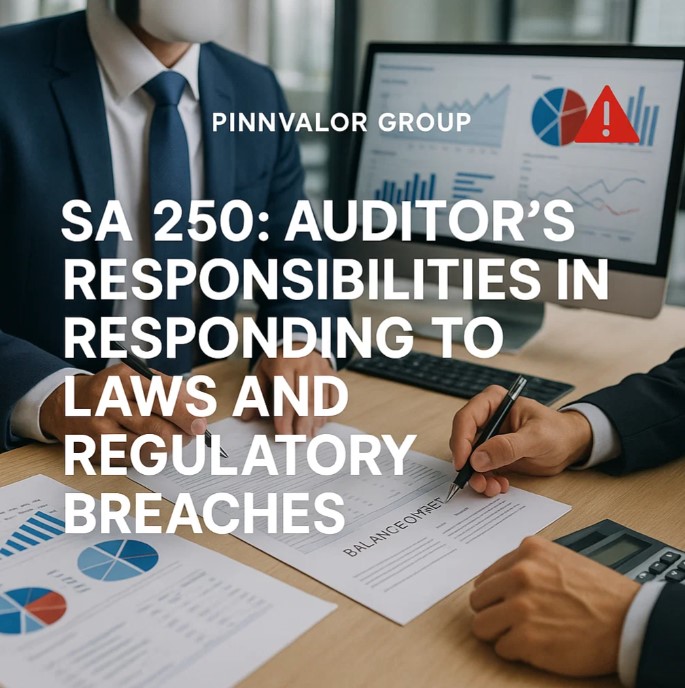 PINNVALOR GROUP
SA 250: AUDITOR’S
RESPONSIBILITIES IN
RESPONDING TO
LAWS AND
REGULATORY
BREACHES